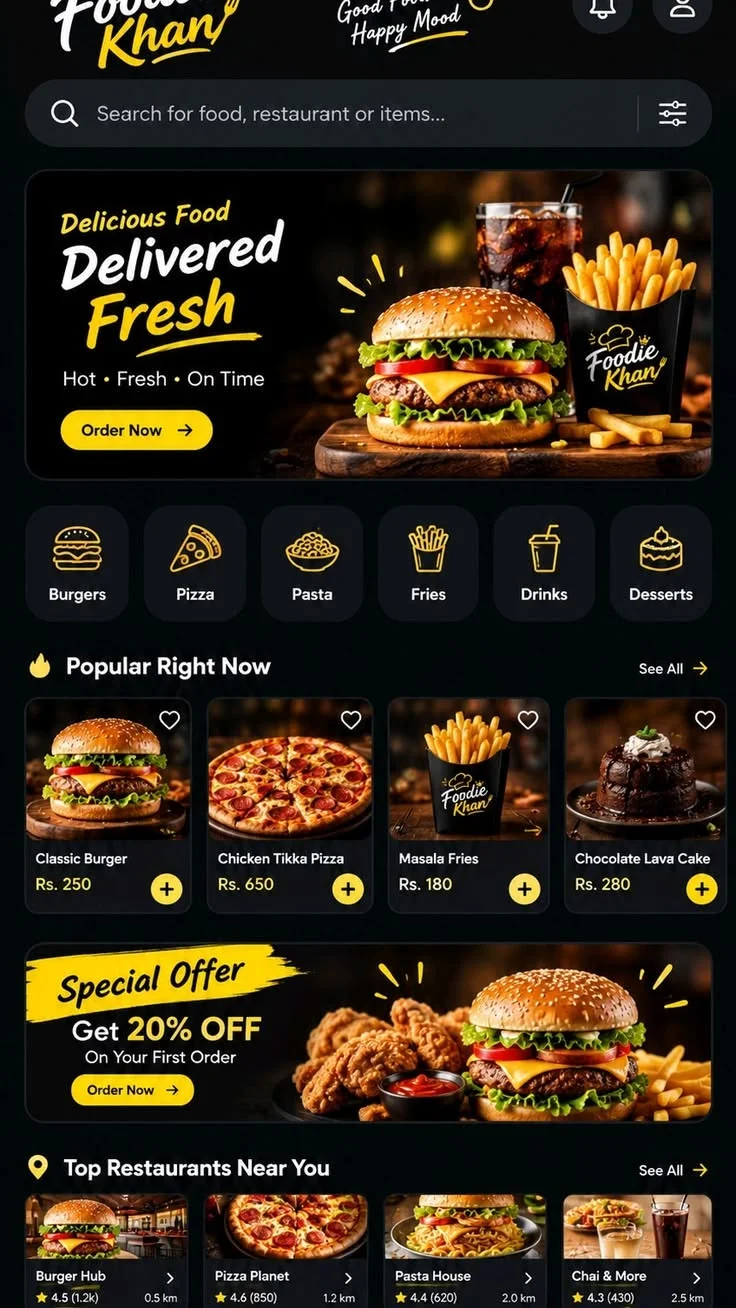 Foodie
Khan
Good Food
Happy Mood
Search for food, restaurant or items...
Delicious Food
Delivered
Fresh
Hot • Fresh • On Time
Order Now →
Foodie
Khan
Burgers
Pizza
Pasta
Fries
Drinks
Desserts
Popular Right Now
See All →
Foodie
Khan
Classic Burger
Rs. 250
+
Chicken Tikka Pizza
Rs. 650
+
Masala Fries
Rs. 180
+
Chocolate Lava Cake
Rs. 280
+
Special Offer
Get 20% OFF
On Your First Order
Order Now →
Top Restaurants Near You
See All →
Burger Hub
4.5 (1.2k) 0.5 km
Pizza Planet
4.6 (850) 1.2 km
Pasta House
4.4 (620) 2.0 km
Chai & More
4.3 (430) 2.5 km